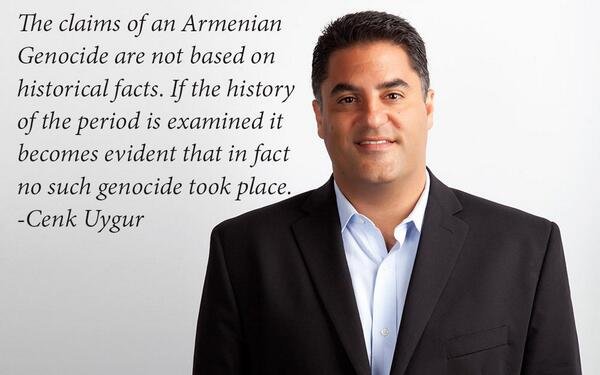 The claims of an Armenian
Genocide are not based on
historical facts. If the history
of the period is examined it
becomes evident that in fact
no such genocide took place.
-Cenk Uygur